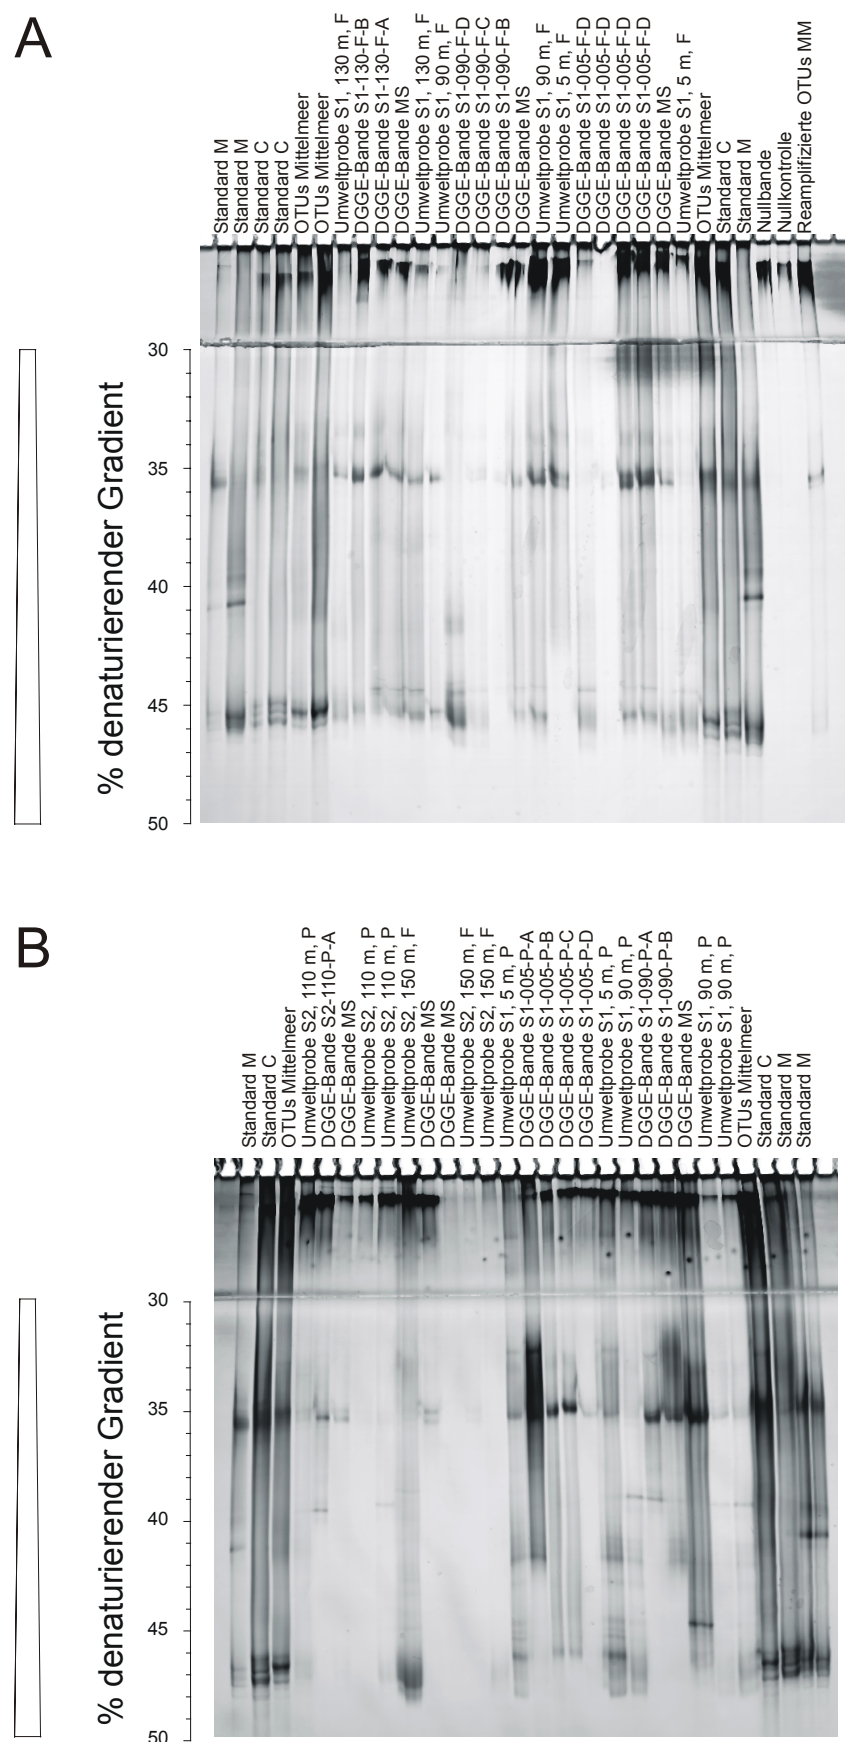 A
Standard M
Standard M
Standard C
Standard C
OTUs Mittelmeer
OTUs Mittelmeer
Umweltprobe S1, 130 m, F
DGGE-Bande S1-130-F-B
DGGE-Bande S1-130-F-A
DGGE-Bande MS
Umweltprobe S1, 130 m, F
Umweltprobe S1, 90 m, F
DGGE-Bande S1-090-F-D
DGGE-Bande S1-090-F-C
DGGE-Bande S1-090-F-B
DGGE-Bande MS
Umweltprobe S1, 90 m, F
Umweltprobe S1, 5 m, F
DGGE-Bande S1-005-F-D
DGGE-Bande S1-005-F-D
DGGE-Bande S1-005-F-D
DGGE-Bande S1-005-F-D
DGGE-Bande MS
Umweltprobe S1, 5 m, F
OTUs Mittelmeer
Standard C
Standard M
Nullbande
Nullkontrolle
Reamplifizierte OTUs MM
% denaturierender Gradient
30
35
40
45
50
B
Standard M
Standard C
OTUs Mittelmeer
Umweltprobe S2, 110 m, P
DGGE-Bande S2-110-P-A
DGGE-Bande MS
Umweltprobe S2, 110 m, P
Umweltprobe S2, 110 m, P
Umweltprobe S2, 150 m, F
DGGE-Bande MS
DGGE-Bande MS
Umweltprobe S2, 150 m, F
Umweltprobe S2, 150 m, F
Umweltprobe S1, 5 m, P
DGGE-Bande S1-005-P-A
DGGE-Bande S1-005-P-B
DGGE-Bande S1-005-P-C
DGGE-Bande S1-005-P-D
Umweltprobe S1, 5 m, P
Umweltprobe S1, 90 m, P
DGGE-Bande S1-090-P-A
DGGE-Bande S1-090-P-B
DGGE-Bande MS
Umweltprobe S1, 90 m, P
Umweltprobe S1, 90 m, P
OTUs Mittelmeer
Standard C
Standard M
Standard M
% denaturierender Gradient
30
35
40
45
50